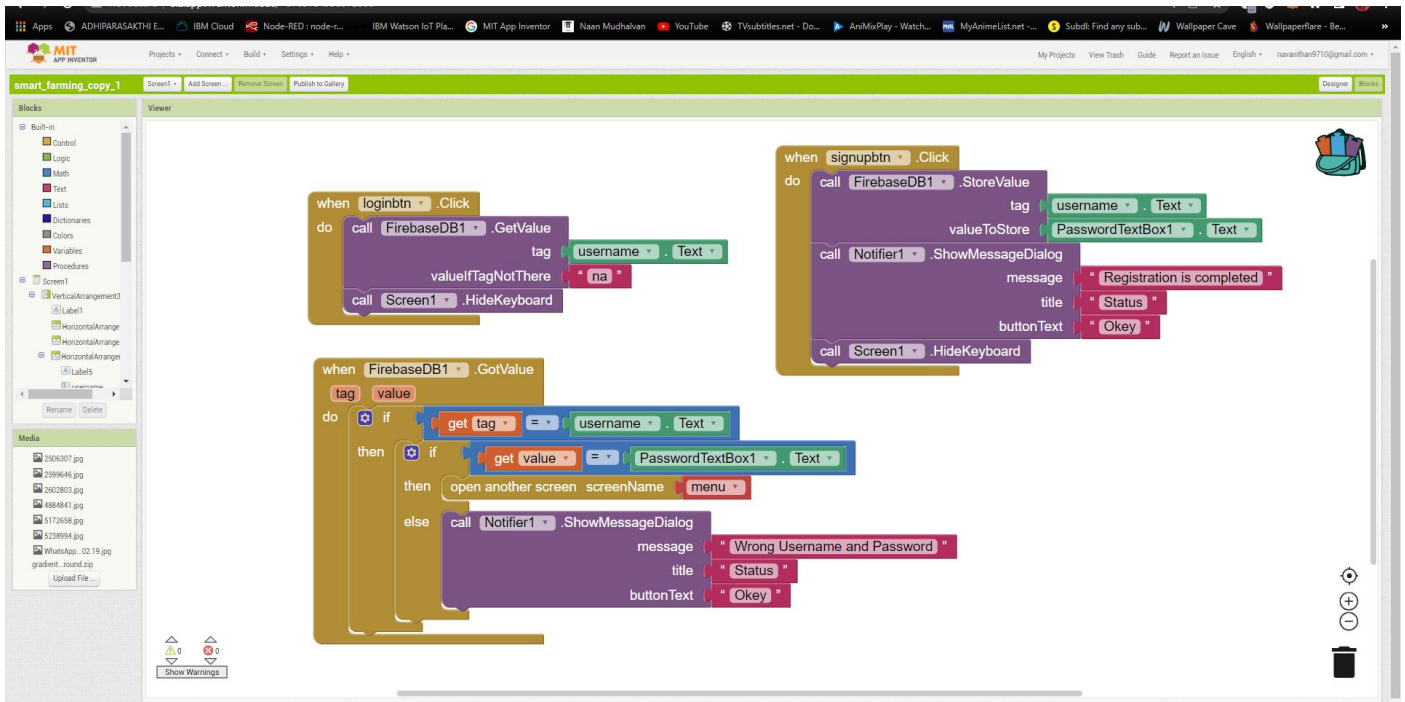 Apps ADHIPARASAKTHI E... IBM Cloud Node-RED : node-r... IBM Watson IoT Pla... MIT App Inventor Naan Mudhalvan YouTube TVsubtitles.net - Do... AniMixPlay - Watch... MyAnimeList.net -... Subdl: Find any sub... Wallpaper Cave Wallpaperflare - Be... »
MIT
APP INVENTOR
Projects Connect Build Settings Help
My Projects View Trash Guide Report an Issue English navanithan9710@gmail.com
smart_farming_copy_1 Screen1 Add Screen ... Remove Screen Publish to Gallery Designer Blocks
Blocks
Built-in
Control
Logic
Math
Text
Lists
Dictionaries
Colors
Variables
Procedures
Screen1
VerticalArrangement3
Label1
HorizontalArrange
HorizontalArrange
HorizontalArranger
Label5
username
Rename Delete
Media
2506307.jpg
2599646.jpg
2602803.jpg
4884841.jpg
5172658.jpg
5238994.jpg
WhatsApp...02.19.jpg
gradient...round.zip
Upload File ...
Viewer
when loginbtn .Click
do call FirebaseDB1 .GetValue
tag username . Text
valueIfTagNotThere “ na ”
call Screen1 .HideKeyboard
when FirebaseDB1 .GotValue
tag value
do if get tag = username . Text
then if get value = PasswordTextBox1 . Text
then open another screen screenName menu
else call Notifier1 .ShowMessageDialog
message “ Wrong Username and Password ”
title “ Status ”
buttonText “ Okey ”
when signupbtn .Click
do call FirebaseDB1 .StoreValue
tag username . Text
valueToStore PasswordTextBox1 . Text
call Notifier1 .ShowMessageDialog
message “ Registration is completed ”
title “ Status ”
buttonText “ Okey ”
call Screen1 .HideKeyboard
0 0
Show Warnings